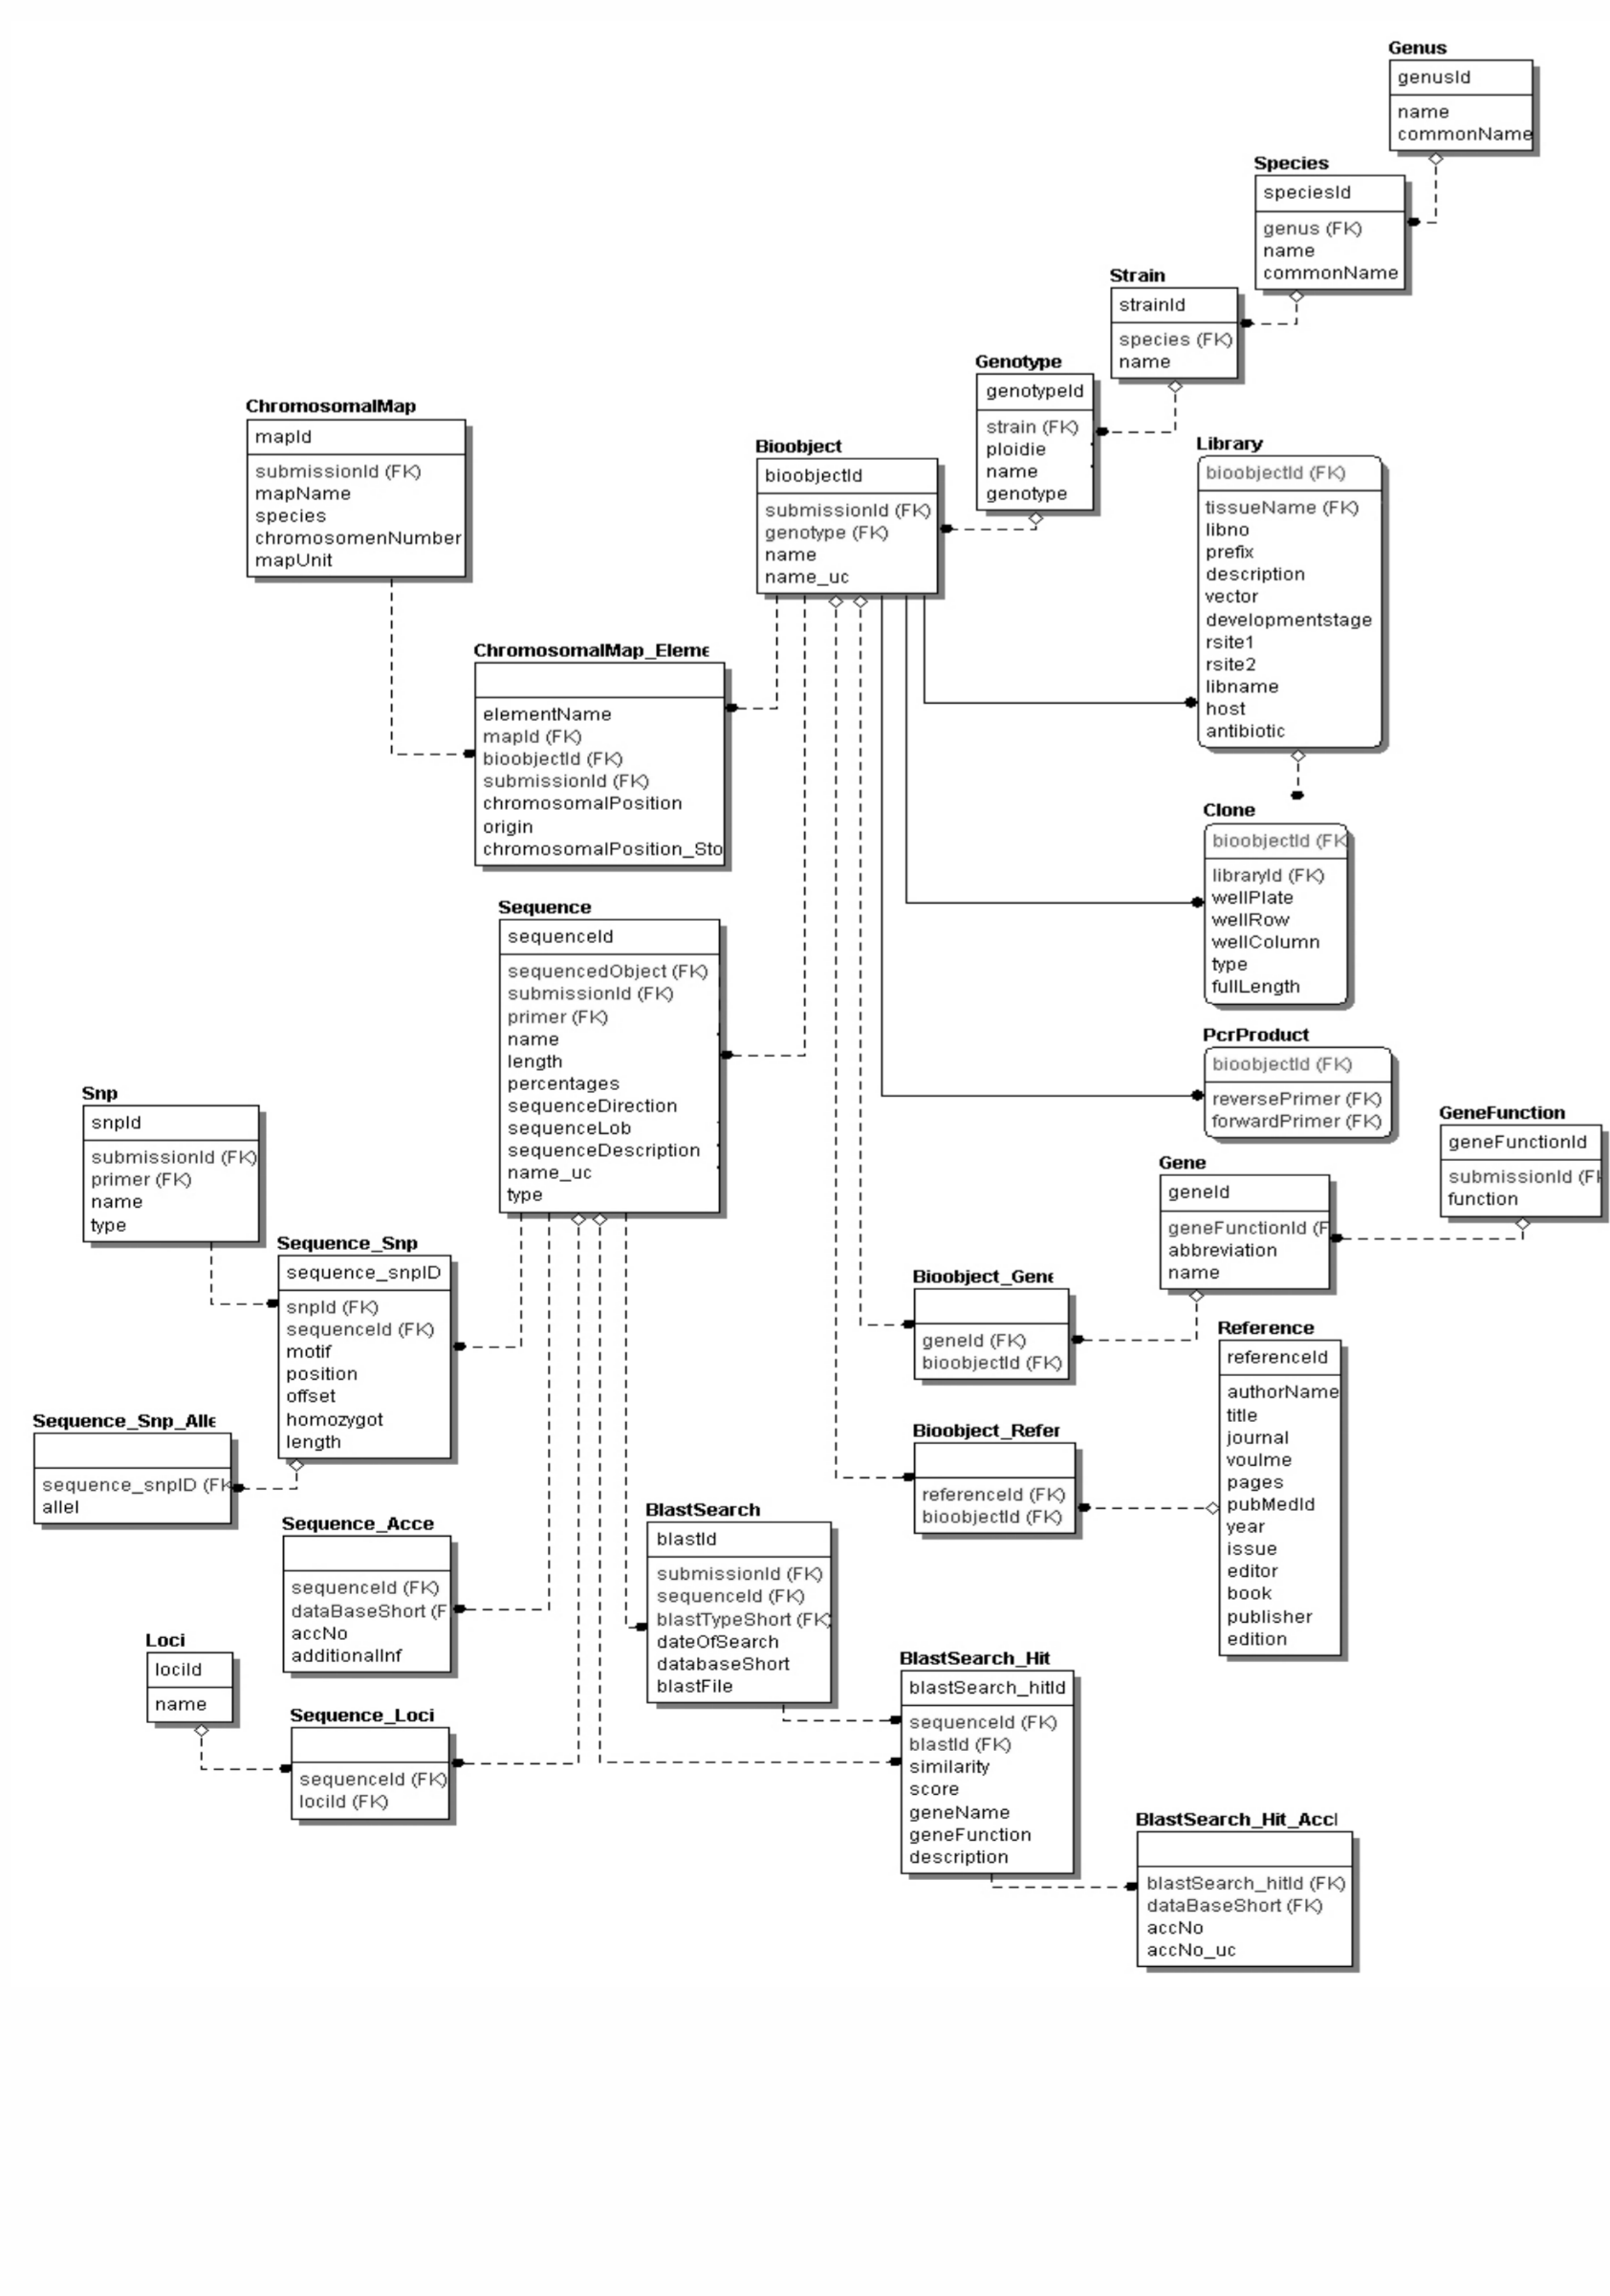 Genus
genusId
name
commonName
Species
speciesId
genus (FK)
name
commonName
Strain
strainId
species (FK)
name
Genotype
genotypeId
strain (FK)
ploidie
name
genotype
ChromosomalMap
mapId
submissionId (FK)
mapName
species
chromosomenNumber
mapUnit
Bioobject
bioobjectId
submissionId (FK)
genotype (FK)
name
name_uc
Library
bioobjectId (FK)
tissueName (FK)
libno
prefix
description
vector
developmentstage
rsite1
rsite2
libname
host
antibiotic
ChromosomalMap_Eleme
elementName
mapId (FK)
bioobjectId (FK)
submissionId (FK)
chromosomalPosition
origin
chromosomalPosition_Sto
Clone
bioobjectId (FK
libraryId (FK)
wellPlate
wellRow
wellColumn
type
fullLength
Sequence
sequenceId
sequencedObject (FK)
submissionId (FK)
primer (FK)
name
length
percentages
sequenceDirection
sequenceLob
sequenceDescription
name_uc
type
PcrProduct
bioobjectId (FK)
reversePrimer (FK)
forwardPrimer (FK)
Snp
snpId
submissionId (FK)
primer (FK)
name
type
GeneFunction
geneFunctionId
submissionId (F
function
Gene
geneId
geneFunctionId (F
abbreviation
name
Sequence_Snp
sequence_snpID
snpId (FK)
sequenceId (FK)
motif
position
offset
homozygot
length
Bioobject_Gene
geneId (FK)
bioobjectId (FK)
Reference
referenceId
authorName
title
journal
voulme
pages
pubMedId
year
issue
editor
book
publisher
edition
Sequence_Snp_Alle
sequence_snpID (FK
allel
Bioobject_Refer
referenceId (FK)
bioobjectId (FK)
Sequence_Acce
sequenceId (FK)
dataBaseShort (F
accNo
additionalInf
BlastSearch
blastId
submissionId (FK)
sequenceId (FK)
blastTypeShort (FK)
dateOfSearch
databaseShort
blastFile
Loci
lociId
name
Sequence_Loci
sequenceId (FK)
lociId (FK)
BlastSearch_Hit
blastSearch_hitId
sequenceId (FK)
blastId (FK)
similarity
score
geneName
geneFunction
description
BlastSearch_Hit_Accl
blastSearch_hitId (FK)
dataBaseShort (FK)
accNo
accNo_uc